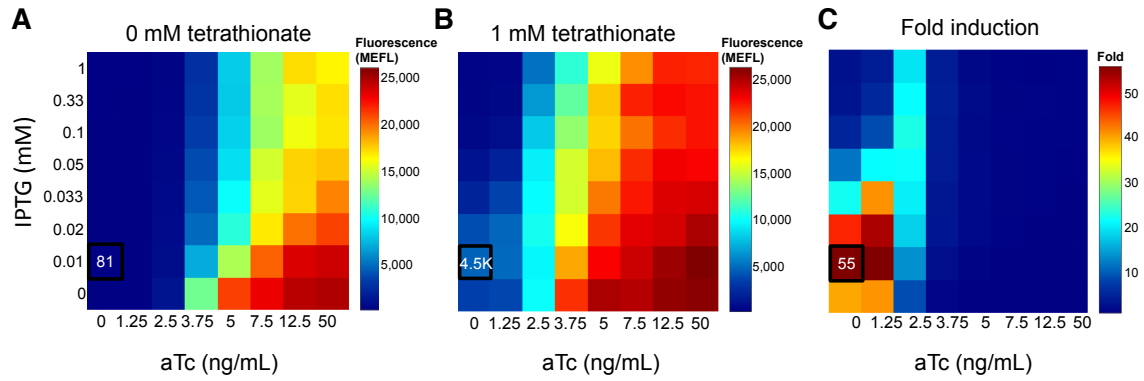 A
0 mM tetrathionate
Fluorescence
(MEFL)
25,000
20,000
15,000
10,000
5,000
IPTG (mM)
1
0.33
0.1
0.05
0.033
0.02
0.01
0
81
0 1.25 2.5 3.75 5 7.5 12.5 50
aTc (ng/mL)
B
1 mM tetrathionate
Fluorescence
(MEFL)
25,000
20,000
15,000
10,000
5,000
4.5K
0 1.25 2.5 3.75 5 7.5 12.5 50
aTc (ng/mL)
C
Fold induction
Fold
50
40
30
20
10
55
0 1.25 2.5 3.75 5 7.5 12.5 50
aTc (ng/mL)